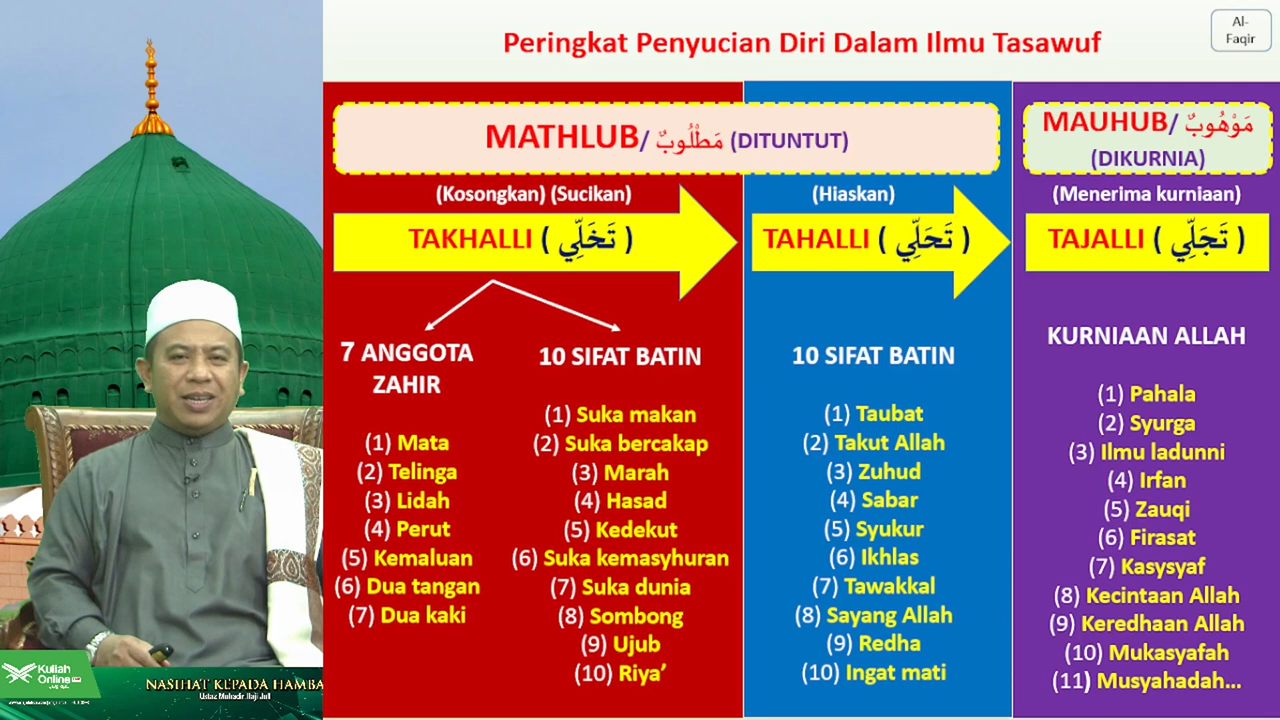 Peringkat Penyucian Diri Dalam Ilmu Tasawuf
Al-
Faqir
MATHLUB/ مَطْلُوبٌ (DITUNTUT)
MAUHUB/ مَوْهُوبٌ
(DIKURNIA)
(Kosongkan) (Sucikan)
(Hiaskan)
(Menerima kurniaan)
TAKHALLI ( تَخَلِّي )
TAHALLI ( تَحَلِّي )
TAJALLI ( تَجَلِّي )
7 ANGGOTA
ZAHIR
(1) Mata
(2) Telinga
(3) Lidah
(4) Perut
(5) Kemaluan
(6) Dua tangan
(7) Dua kaki
10 SIFAT BATIN
(1) Suka makan
(2) Suka bercakap
(3) Marah
(4) Hasad
(5) Kedekut
(6) Suka kemasyhuran
(7) Suka dunia
(8) Sombong
(9) Ujub
(10) Riya’
10 SIFAT BATIN
(1) Taubat
(2) Takut Allah
(3) Zuhud
(4) Sabar
(5) Syukur
(6) Ikhlas
(7) Tawakkal
(8) Sayang Allah
(9) Redha
(10) Ingat mati
KURNIAAN ALLAH
(1) Pahala
(2) Syurga
(3) Ilmu ladunni
(4) Irfan
(5) Zauqi
(6) Firasat
(7) Kasysyaf
(8) Kecintaan Allah
(9) Keredhaan Allah
(10) Mukasyafah
(11) Musyahadah...
Kuliah
Online
NASIHAT KEPADA HAMBA
Ustaz Muhadir Haji Joll